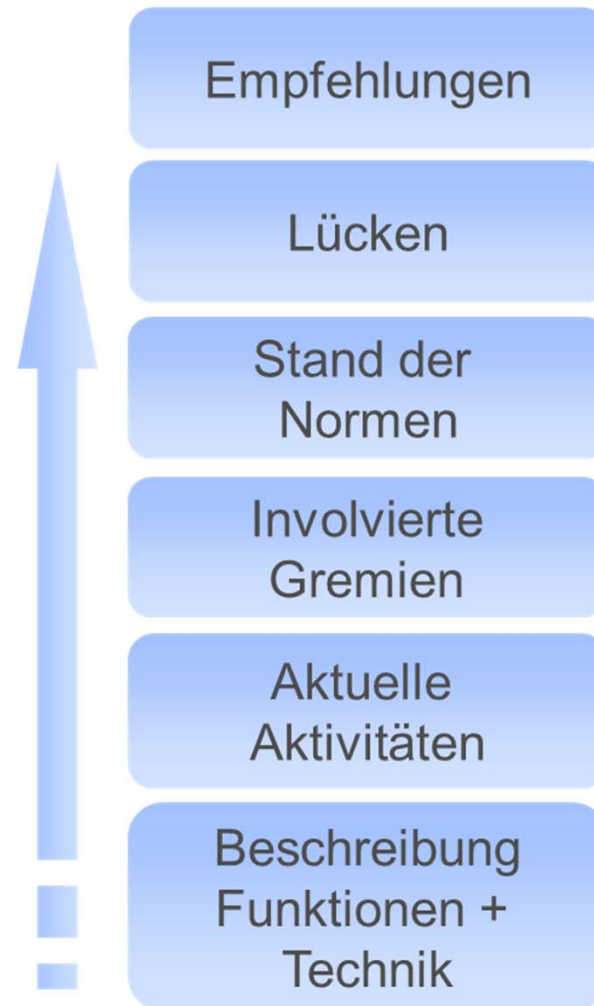 Empfehlungen
Lücken
Stand der
Normen
Involvierte
Gremien
Aktuelle
Aktivitäten
Beschreibung
Funktionen +
Technik